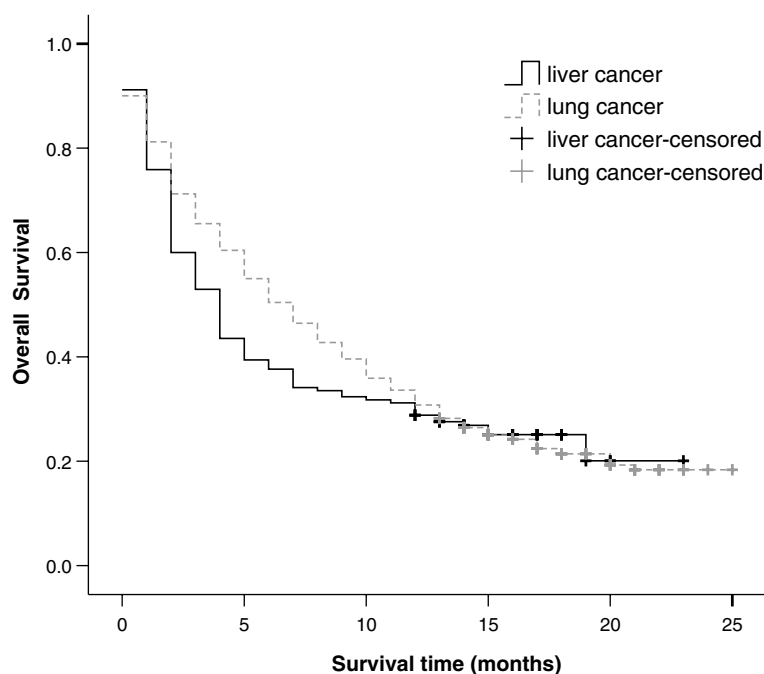 1.0
0.8
0.6
0.4
0.2
0.0
Overall Survival
liver cancer
lung cancer
liver cancer-censored
lung cancer-censored
0 5 10 15 20 25
Survival time (months)